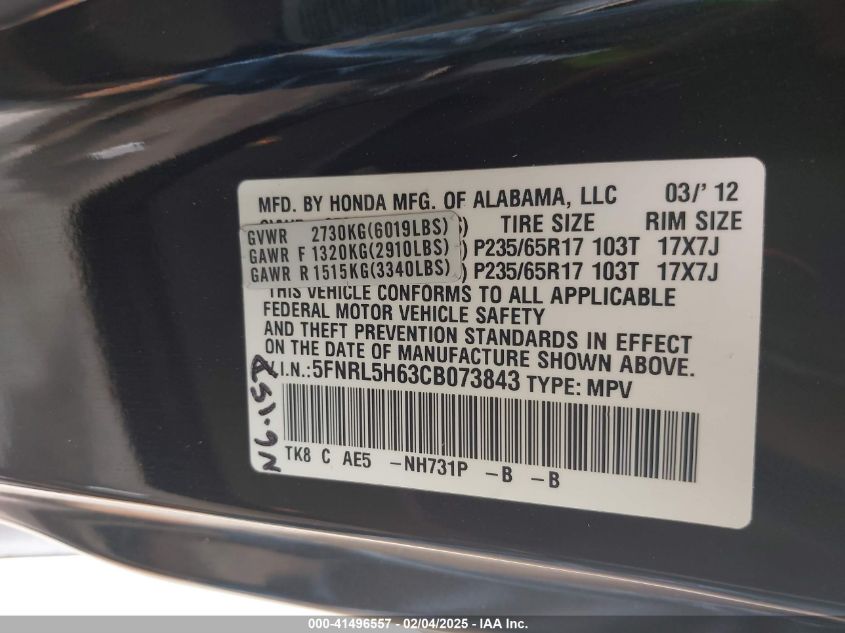 MFD. BY HONDA MFG. OF ALABAMA, LLC 03/' 12
TIRE SIZE RIM SIZE
GVWR 2730KG(6019LBS)
GAWR F 1320KG(2910LBS) ) P235/65R17 103T 17X7J
GAWR R 1515KG(3340LBS) ) P235/65R17 103T 17X7J
THIS VEHICLE CONFORMS TO ALL APPLICABLE
FEDERAL MOTOR VEHICLE SAFETY
AND THEFT PREVENTION STANDARDS IN EFFECT
ON THE DATE OF MANUFACTURE SHOWN ABOVE.
.I.N.:5FNRL5H63CB073843 TYPE: MPV
TK8 C AE5 -NH731P -B -B
000-41496557 - 02/04/2025 - IAAI.com